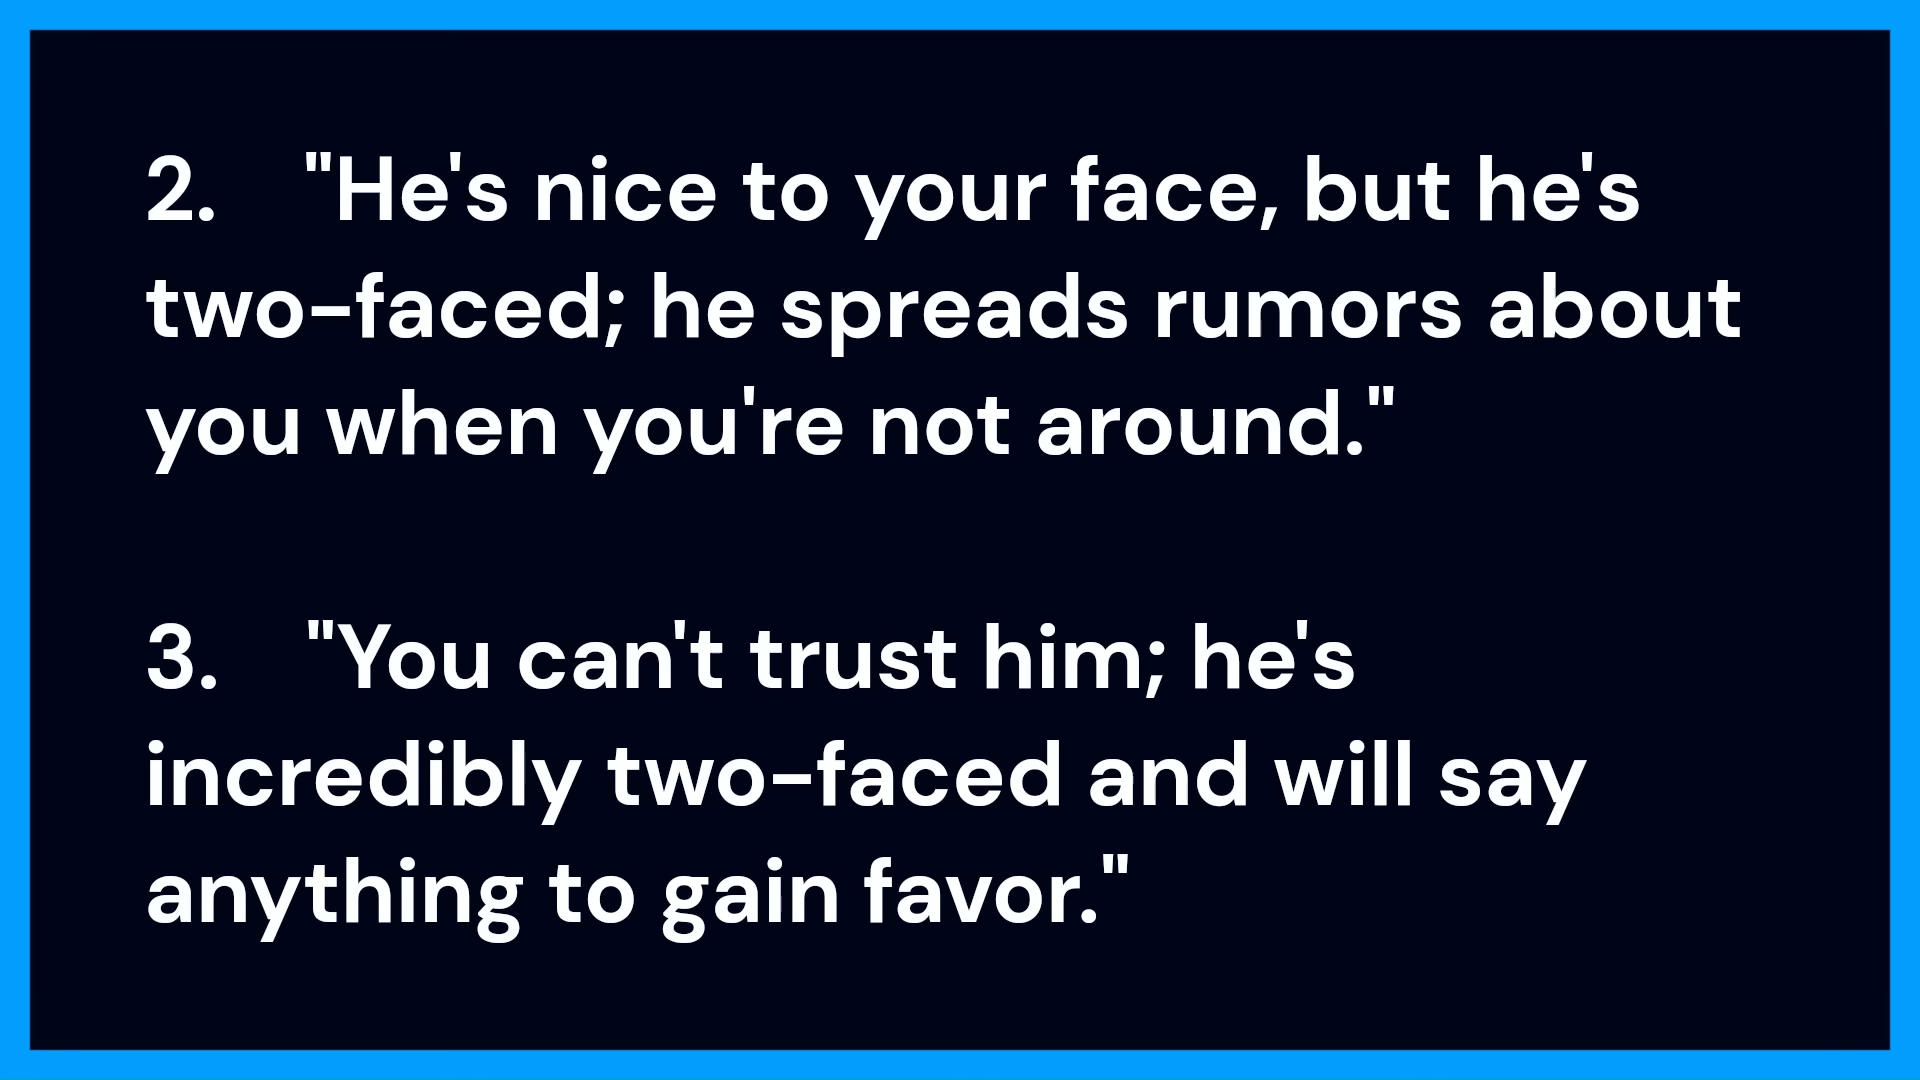 2. "He's nice to your face, but he's
two-faced; he spreads rumors about
you when you're not around."
3. "You can't trust him; he's
incredibly two-faced and will say
anything to gain favor."